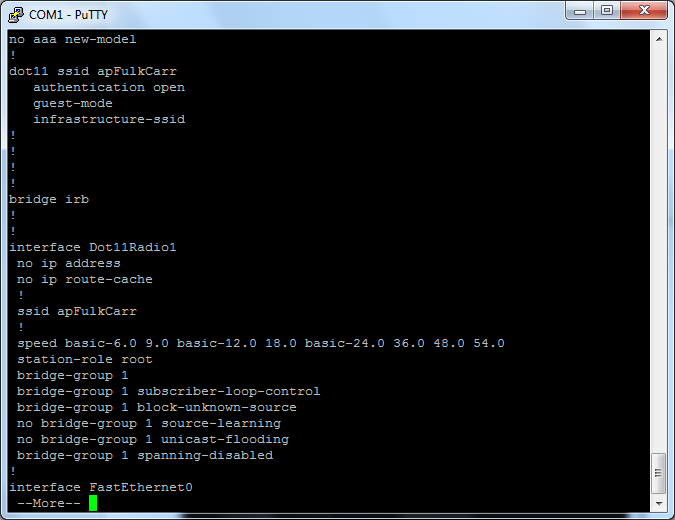 COM1 - PuTTY
no aaa new-model
!
dot11 ssid apFulkCarr
   authentication open
   guest-mode
   infrastructure-ssid
!
!
!
!
bridge irb
!
!
interface Dot11Radio1
 no ip address
 no ip route-cache
 !
 ssid apFulkCarr
 !
 speed basic-6.0 9.0 basic-12.0 18.0 basic-24.0 36.0 48.0 54.0
 station-role root
 bridge-group 1
 bridge-group 1 subscriber-loop-control
 bridge-group 1 block-unknown-source
 no bridge-group 1 source-learning
 no bridge-group 1 unicast-flooding
 bridge-group 1 spanning-disabled
!
interface FastEthernet0
 --More--